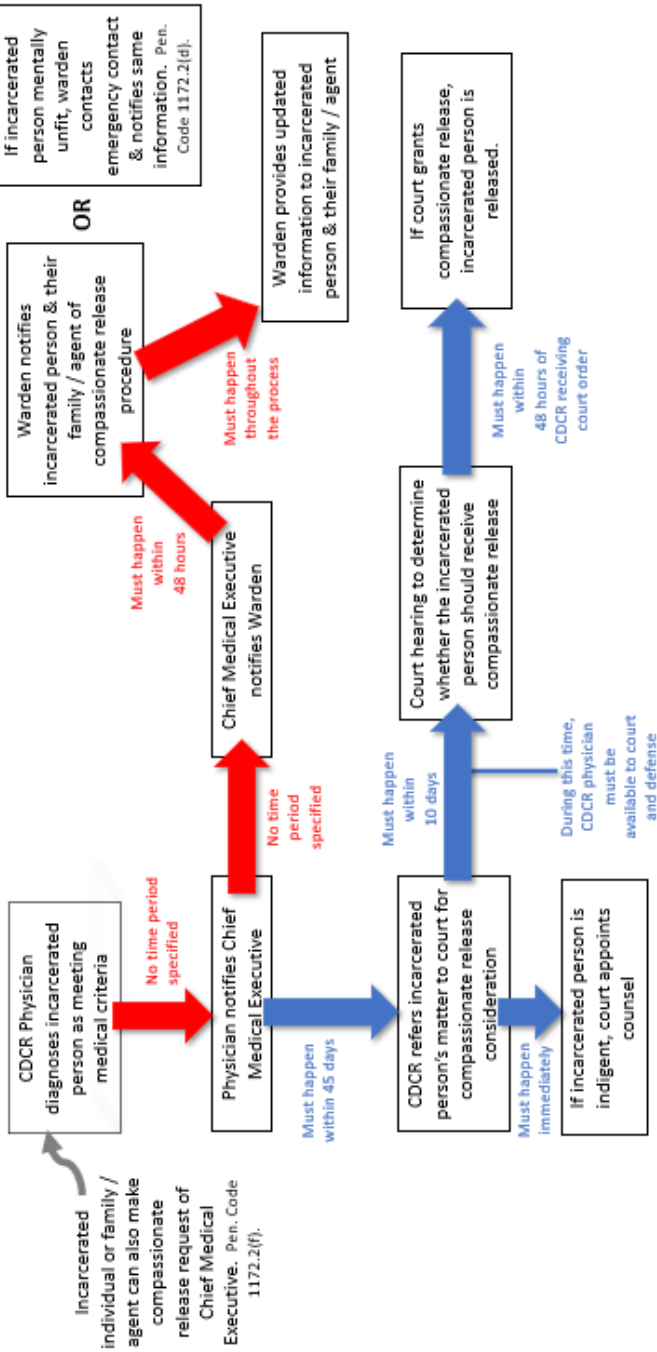 Incarcerated
individual or family /
agent can also make
compassionate
release request of
Chief Medical
Executive. Pen. Code
1172.2(f).
CDCR Physician
diagnoses incarcerated
person as meeting
medical criteria
No time period
specified
Physician notifies Chief
Medical Executive
No time
period
specified
Chief Medical Executive
notifies Warden
Must happen
within
48 hours
Warden notifies
incarcerated person & their
family / agent of
compassionate release
procedure
OR
If incarcerated
person mentally
unfit, warden
contacts
emergency contact
& notifies same
information. Pen.
Code 1172.2(d).
Must happen
throughout
the process
Warden provides updated
information to incarcerated
person & their family / agent
Must happen
within 45 days
CDCR refers incarcerated
person's matter to court for
compassionate release
consideration
Must happen
immediately
If incarcerated person is
indigent, court appoints
counsel
Must happen
within
10 days
During this time,
CDCR physician
must be
available to court
and defense
Court hearing to determine
whether the incarcerated
person should receive
compassionate release
Must happen
within
48 hours of
CDCR receiving
court order
If court grants
compassionate release,
incarcerated person is
released.